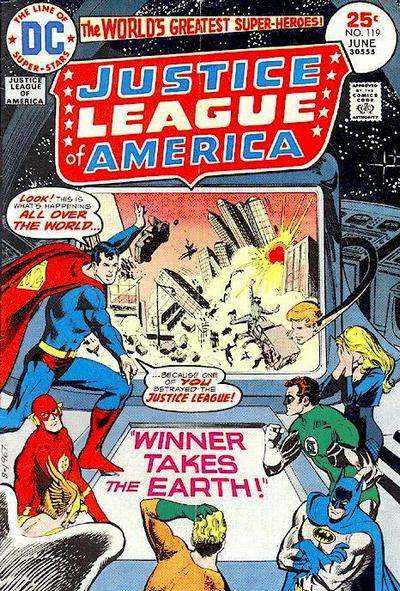 THE LINE OF
DC
SUPER-STARS
The WORLD'S GREATEST SUPER-HEROES!
25¢
NO. 119
JUNE
30555
JUSTICE
LEAGUE OF
AMERICA
APPROVED
BY THE
COMICS
CODE
AUTHORITY
JUSTICE
LEAGUE
of AMERICA
LOOK! THIS IS
WHAT'S HAPPENING
ALL OVER
THE WORLD...
...BECAUSE ONE
OF YOU
BETRAYED THE
JUSTICE LEAGUE!
"WINNER
TAKES
THE EARTH!"